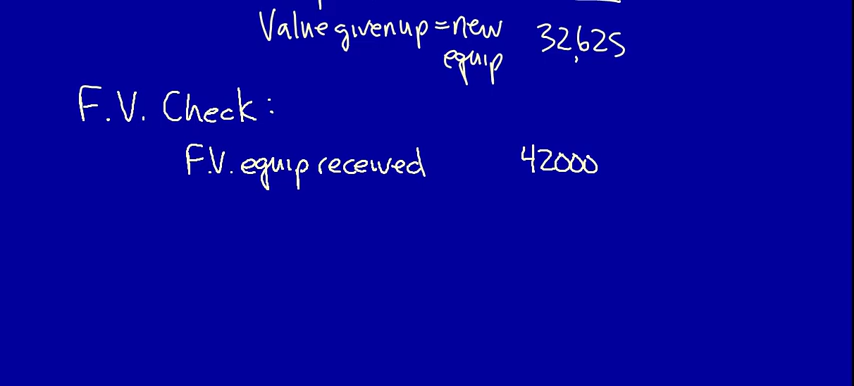 Value given up = new
equip 32,625
F.V. Check:
F.V. equip received 42000